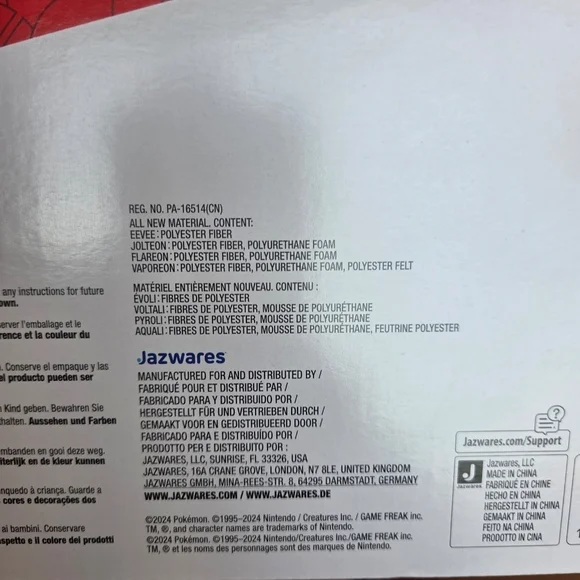 REG. NO. PA-16514(CN)
ALL NEW MATERIAL. CONTENT:
EEVEE: POLYESTER FIBER
JOLTEON: POLYESTER FIBER, POLYURETHANE FOAM
FLAREON: POLYESTER FIBER, POLYURETHANE FOAM
VAPOREON: POLYESTER FIBER, POLYURETHANE FOAM, POLYESTER FELT
MATÉRIEL ENTIÈREMENT NOUVEAU. CONTENU :
ÉVOLI: FIBRES DE POLYESTER
VOLTALI: FIBRES DE POLYESTER, MOUSSE DE POLYURÉTHANE
PYROLI: FIBRES DE POLYESTER, MOUSSE DE POLYURÉTHANE
AQUALI: FIBRES DE POLYESTER, MOUSSE DE POLYURÉTHANE, FEUTRINE POLYESTER
any instructions for future
own.
erver l'emballage et le
rence et la couleur du
. Conserve el empaque y las
el producto pueden ser
Kind geben. Bewahren Sie
halten. Aussehen und Farben
mbanden en gooi deze weg.
iterlijk en de kleur kunnen
nquedo à criança. Guarde a
cores e decorações dos
ai bambini. Conservare
spetto e il colore dei prodotti
Jazwares
MANUFACTURED FOR AND DISTRIBUTED BY /
FABRIQUÉ POUR ET DISTRIBUÉ PAR /
FABRICADO PARA Y DISTRIBUIDO POR /
HERGESTELLT FÜR UND VERTRIEBEN DURCH /
GEMAAKT VOOR EN GEDISTRIBUEERD DOOR /
FABRICADO PARA E DISTRIBUÍDO POR /
PRODOTTO PER E DISTRIBUITO POR :
JAZWARES, LLC, SUNRISE, FL 33326, USA
JAZWARES, 16A CRANE GROVE, LONDON, N7 8LE, UNITED KINGDOM
JAZWARES GMBH, MINA-REES-STR. 8, 64295 DARMSTADT, GERMANY
WWW.JAZWARES.COM / WWW.JAZWARES.DE
©2024 Pokémon. ©1995–2024 Nintendo / Creatures Inc. / GAME FREAK inc.
TM, ®, and character names are trademarks of Nintendo.
©2024 Pokémon. ©1995–2024 Nintendo/Creatures Inc./GAME FREAK inc.
TM, ® et les noms des personnages sont des marques de Nintendo.
?
Jazwares.com/Support
J
JAZWARES
Jazwares, LLC
MADE IN CHINA
FABRIQUÉ EN CHINE
HECHO EN CHINA
HERGESTELLT IN CHINA
GEMAAKT IN CHINA
FEITO NA CHINA
PRODOTTO IN CINA